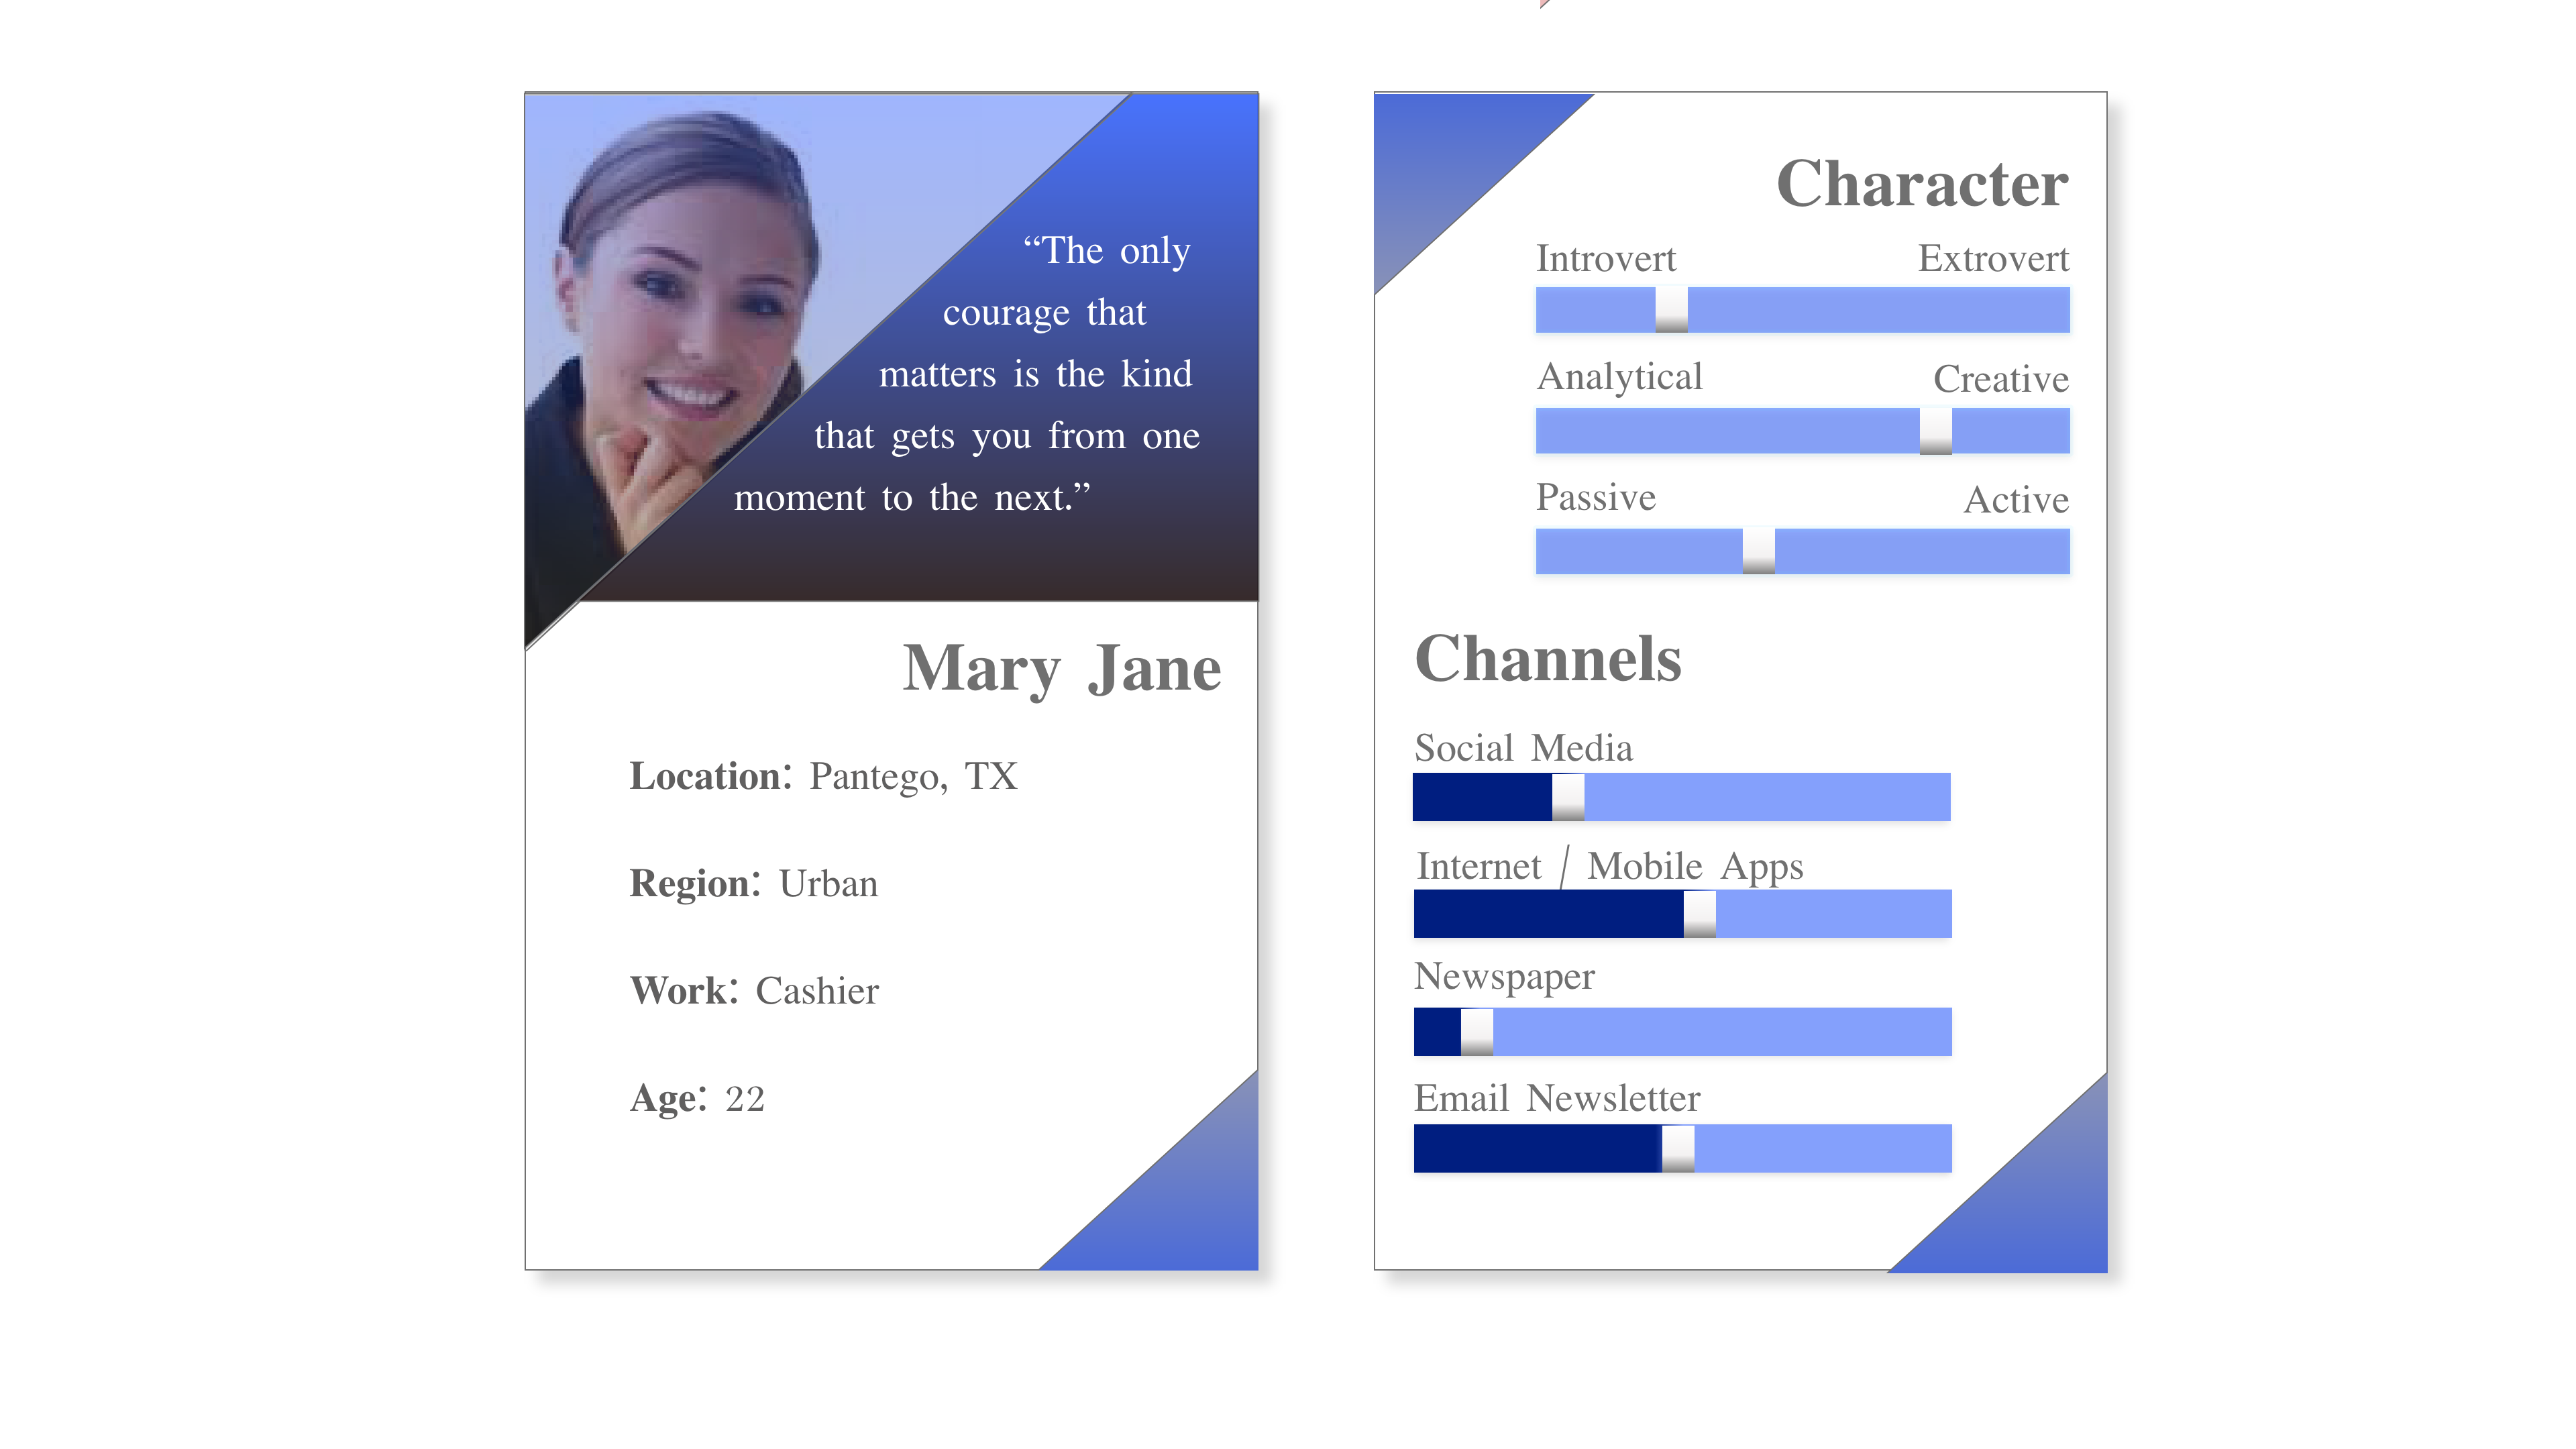 “The only
courage that
matters is the kind
that gets you from one
moment to the next.”
Mary Jane
Location: Pantego, TX
Region: Urban
Work: Cashier
Age: 22
Character
Introvert Extrovert
Analytical Creative
Passive Active
Channels
Social Media
Internet / Mobile Apps
Newspaper
Email Newsletter